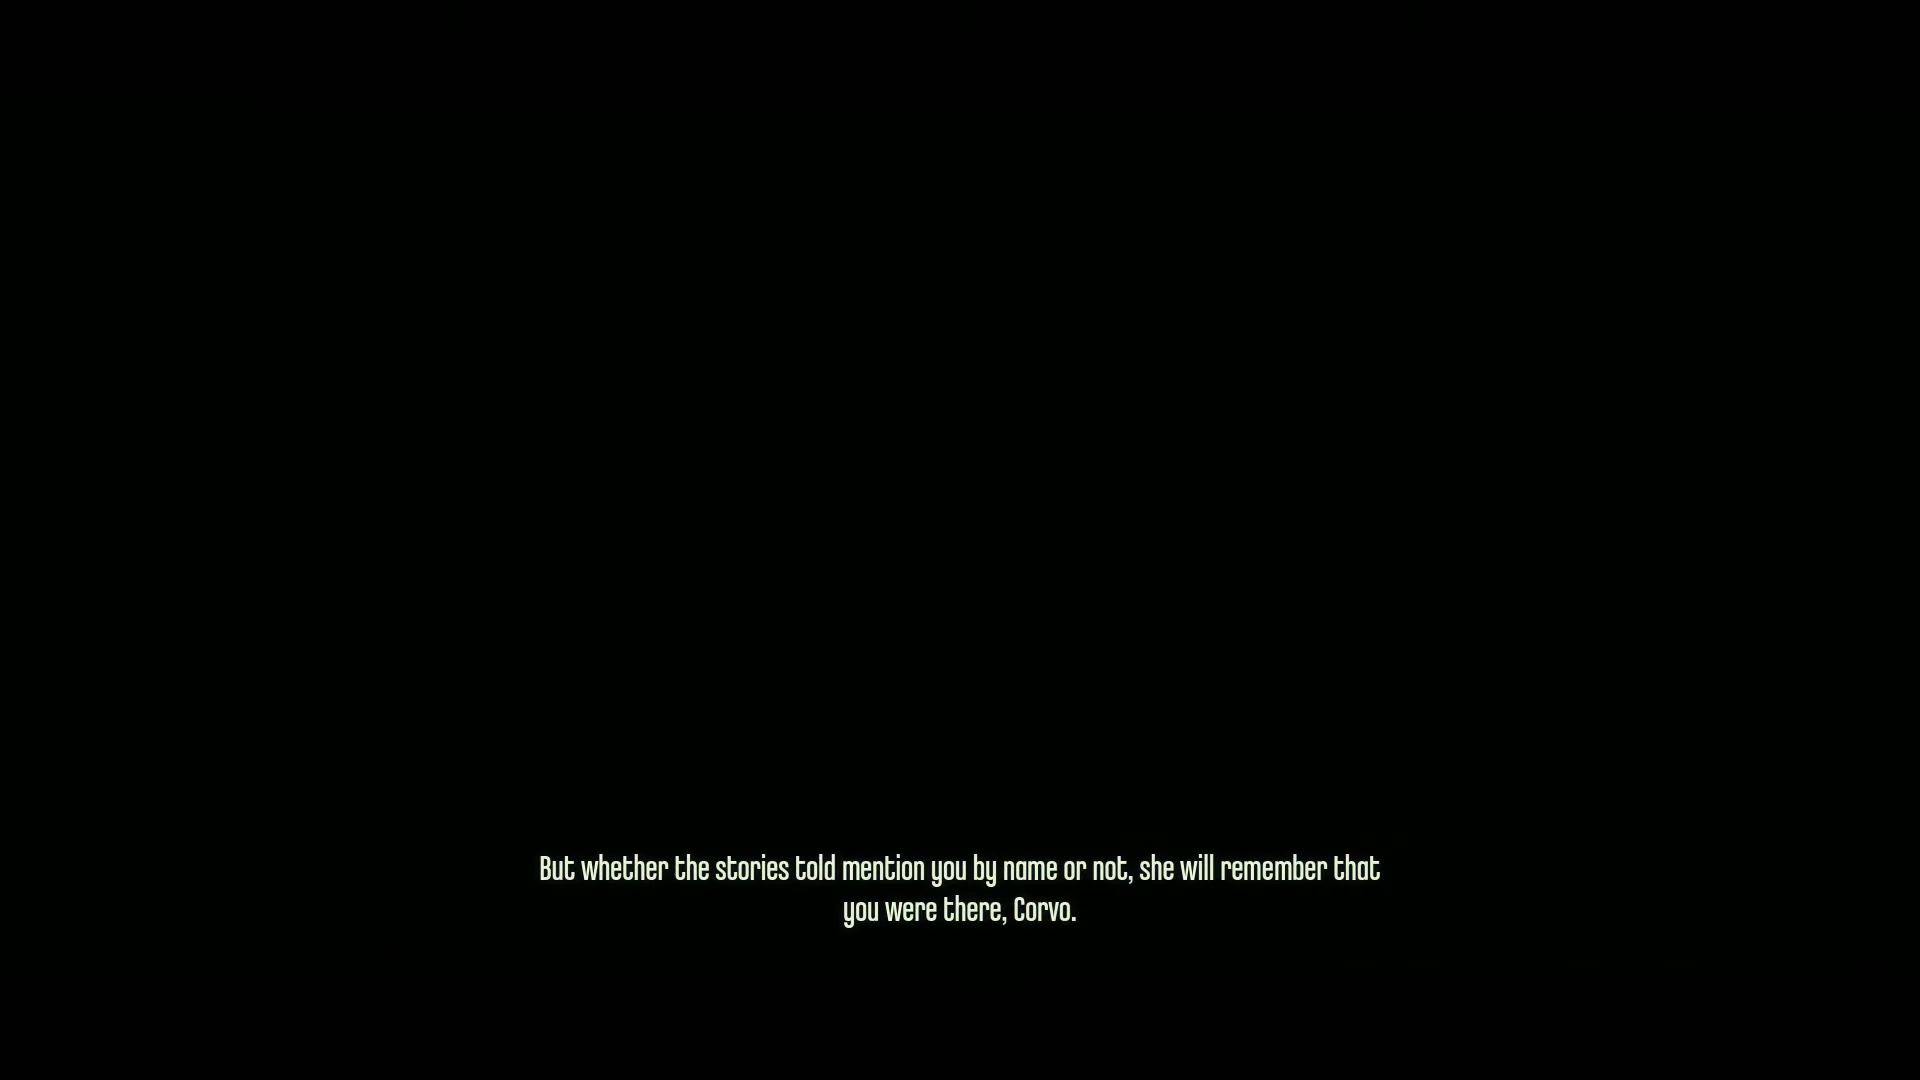 But whether the stories told mention you by name or not, she will remember that
you were there, Corvo.